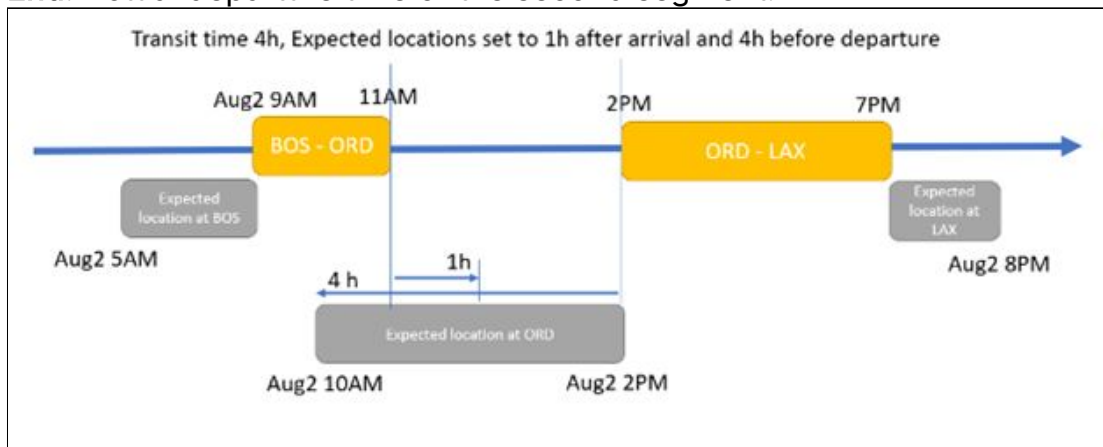 Transit time 4h, Expected locations set to 1h after arrival and 4h before departure
Aug2 9AM
11AM
2PM
7PM
BOS - ORD
ORD - LAX
Expected
location at BOS
Expected
location at
LAX
Aug2 5AM
Aug2 8PM
1h
4 h
Expected location at ORD
Aug2 10AM
Aug2 2PM